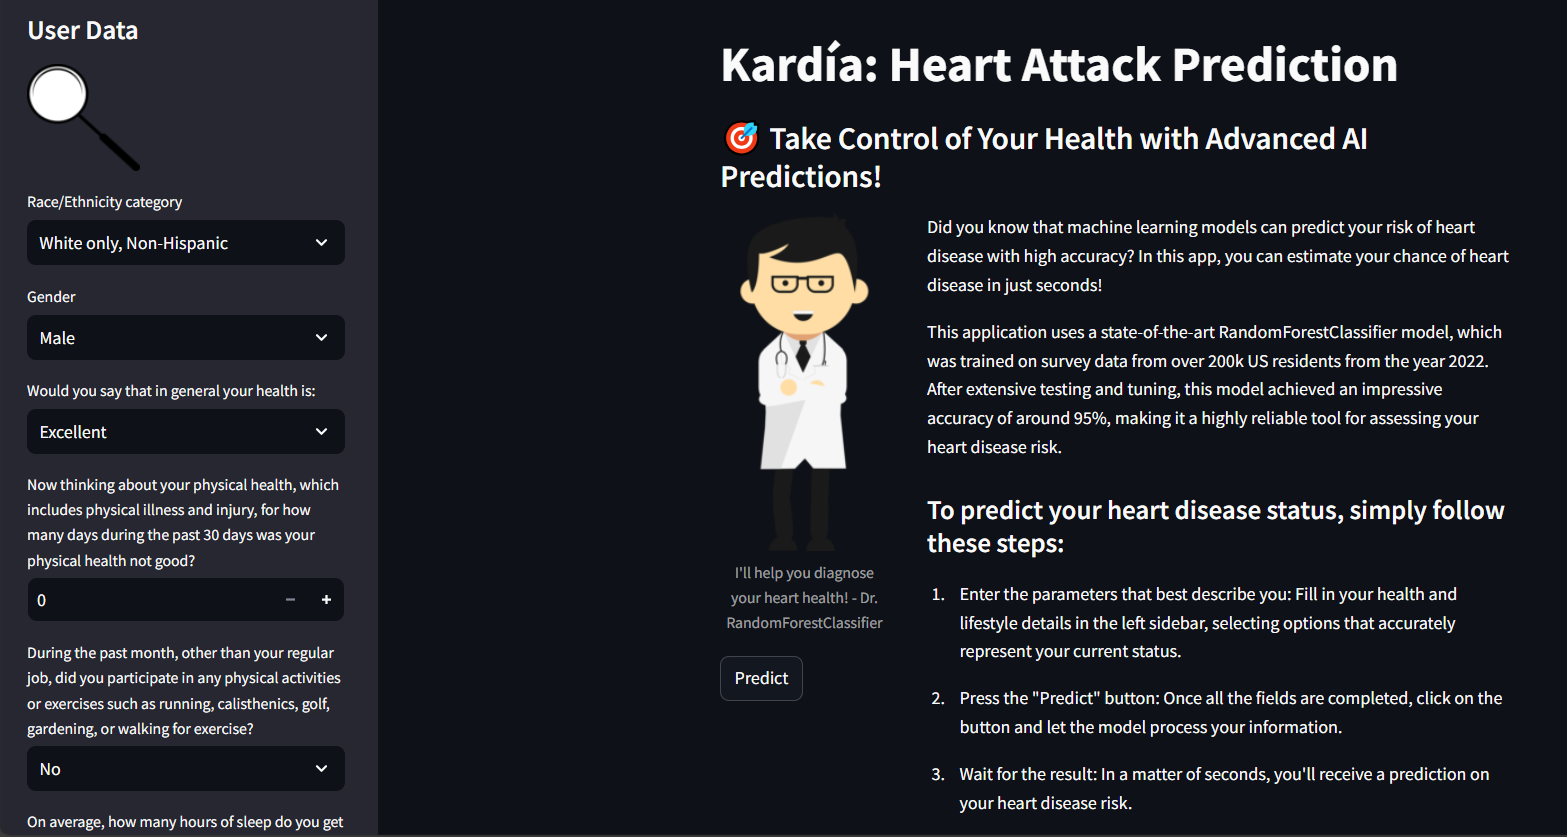 User Data
Race/Ethnicity category
White only, Non-Hispanic
Gender
Male
Would you say that in general your health is:
Excellent
Now thinking about your physical health, which
includes physical illness and injury, for how
many days during the past 30 days was your
physical health not good?
0
During the past month, other than your regular
job, did you participate in any physical activities
or exercises such as running, calisthenics, golf,
gardening, or walking for exercise?
No
On average, how many hours of sleep do you get
Kardía: Heart Attack Prediction
🎯 Take Control of Your Health with Advanced AI
Predictions!
I'll help you diagnose
your heart health! - Dr.
RandomForestClassifier
Predict
Did you know that machine learning models can predict your risk of heart
disease with high accuracy? In this app, you can estimate your chance of heart
disease in just seconds!
This application uses a state-of-the-art RandomForestClassifier model, which
was trained on survey data from over 200k US residents from the year 2022.
After extensive testing and tuning, this model achieved an impressive
accuracy of around 95%, making it a highly reliable tool for assessing your
heart disease risk.
To predict your heart disease status, simply follow
these steps:
1. Enter the parameters that best describe you: Fill in your health and
lifestyle details in the left sidebar, selecting options that accurately
represent your current status.
2. Press the "Predict" button: Once all the fields are completed, click on the
button and let the model process your information.
3. Wait for the result: In a matter of seconds, you'll receive a prediction on
your heart disease risk.